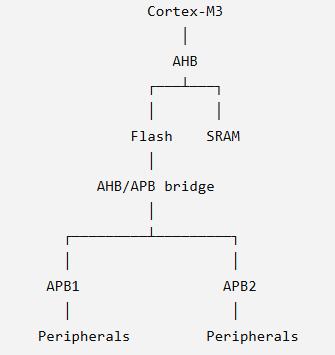 Cortex-M3
AHB
Flash SRAM
AHB/APB bridge
APB1 APB2
Peripherals Peripherals